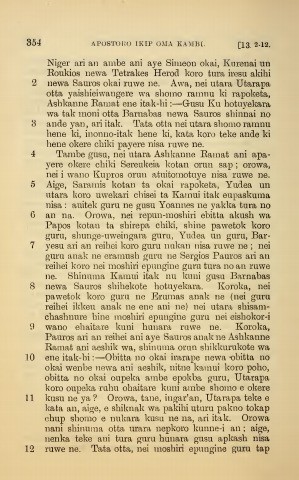 354 APOSTORO IKIP OMA KAMBI. [13. 2-12.
Niger ari an ambe ani aye Simeon okai, Kurenai un
Roukios newa Tetrakes Herod koro tura iresu akihi
2 newa Sauros okai ruwe ne. Awa, nei utara Utarapa
otta yaishieiwangere wa shomo rammu ki rapoketa,
Ashkanne Ramat ene itak-hi :—Gusu Ku hotuyekara
wa tak moni otta Barnabas newa Sauros shinnai no
3 ande yan, ari itak. Tata otta nei utara shomo rammu
hene ki, inonno-itak hene ki, kata koro teke ande ki
hene okere chiki payere nisa ruwe ne.
4 Tambe gusu, nei utara Ashkanne Ramat ani apa-
yere okere chiki Sereukeia kotan orun sap; orowa,
nei i wano Kupros orun atuitomotuye nisa ruwe ne.
5 Aige, Saramis kotan ta okai rapoketa, Yudea un
utara koro uwekari chisei ta Kamui itak eupaskuma
nisa: anitek guru ne gusu Yoannes ne yakka tura no
6 an na. Orowa, nei repun-moshiri ebitta akush wa
Papos kotan ta shirepa chiki, shine pawetok koro
guru, shunge-uweingara guru, Yudea un guru, Bar-
7 yesu ari an reihei koro guru nukan nisa ruwe ne; nei
guru anak ne eramush guru ne Sergios Pauros ari an
reihei koro nei moshiri epungine guru tura no an ruwe
ne. Shinuma Kamui itak nu kuni gusu Barnabas
8 newa Sauros shihekote hotuyekara. Koroka, nei
pawetok koro guru ne Erumas anak ne (nei guru
reihei ikkeu anak ne ene ani ne) nei utara shisam-
chashnure hine moshiri epungine guru nei eishokor-i
9 wano ehaitare kuni hunara ruwe ne. Koroka,
Pauros ari an reihei ani aye Sauros anak ne Ashkanne
Ramat ani aeshik wa, shinuma orun shikkurukote wa
10 ene itak-hi :—Obitta no okai irarape newa obitta no
okai wenbe newa ani aeshik, nitne kamui koro poho,
obitta no okai oupeka ambe epokba guru, Utarapa
koro oupeka ruhu ohaitare kuni ambe shomo e okere
11 kusu ne ya? Orowa, tane, ingar'an, Utarapa teke e
kata an, aige, e shiknak wa pakihi uturu pakno tokap
chup shomo e nukara kusu ne na, ari itak. Orowa
nani shinuma otta urara nepkoro kunne-i an; aige,
nenka teke ani tura guru hunara gusu apkash nisa
12 ruwe ne. Tata otta, nei moshiri epungine guru tap